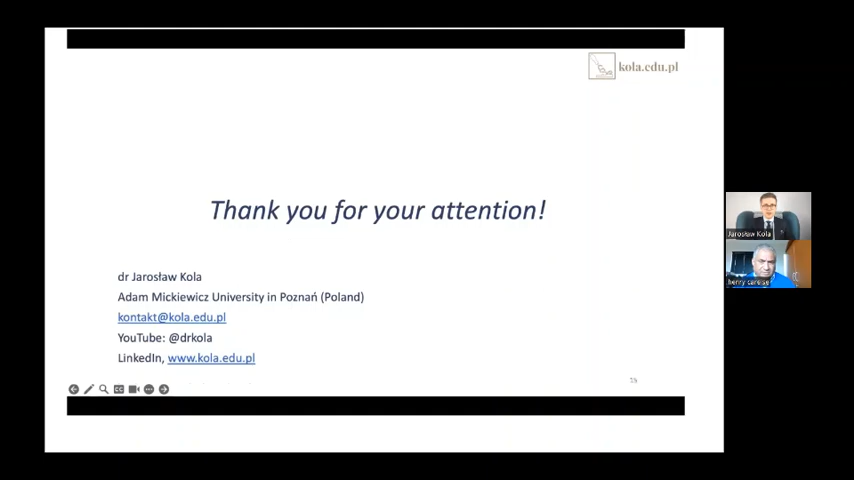 kola.edu.pl
Thank you for your attention!
dr Jarosław Kola
Adam Mickiewicz University in Poznań (Poland)
kontakt@kola.edu.pl
YouTube: @drkola
LinkedIn, www.kola.edu.pl
Jarosław Kola